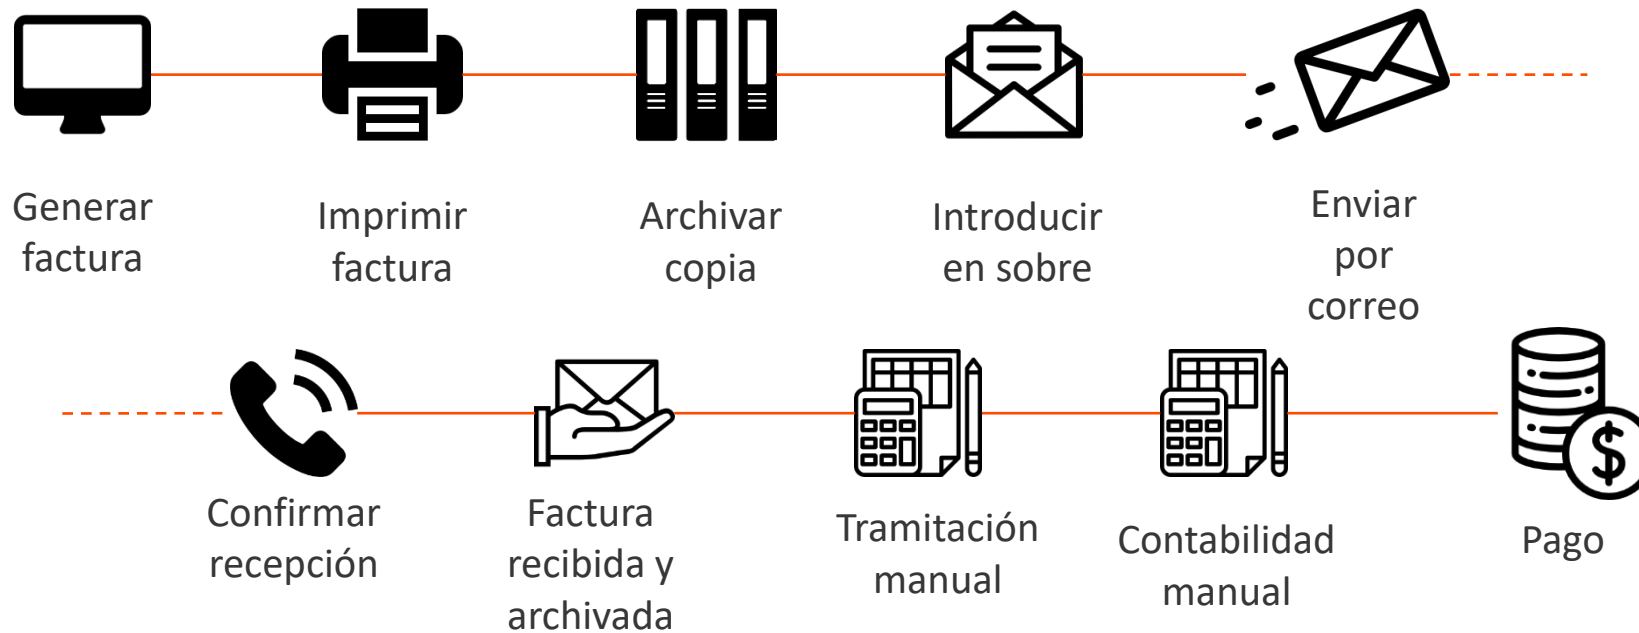 Generar
factura
Imprimir
factura
Archivar
copia
Introducir
en sobre
Enviar
por
correo
Confirmar
recepción
Factura
recibida y
archivada
Tramitación
manual
Contabilidad
manual
$
Pago